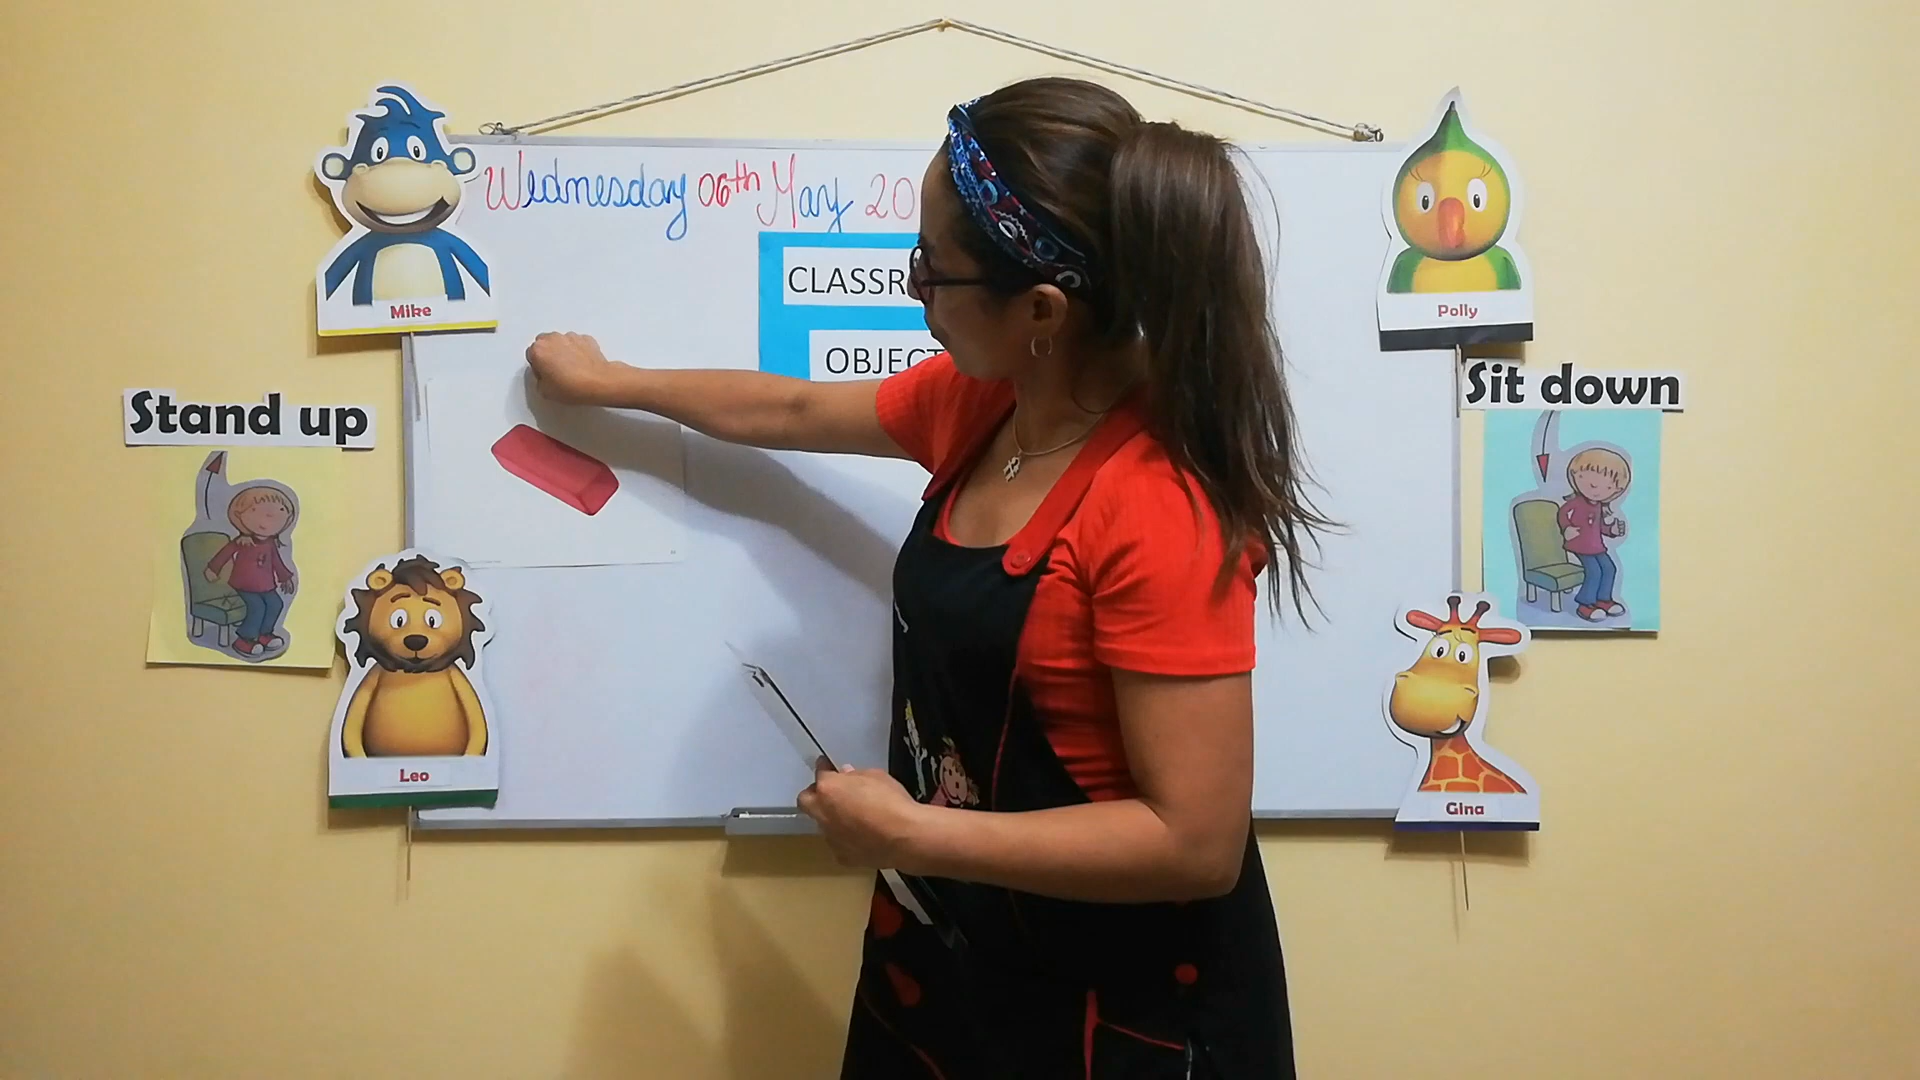 Wednesday 06th May 20
CLASSR
OBJECT
Mike
Polly
Stand up
Sit down
Leo
Gina